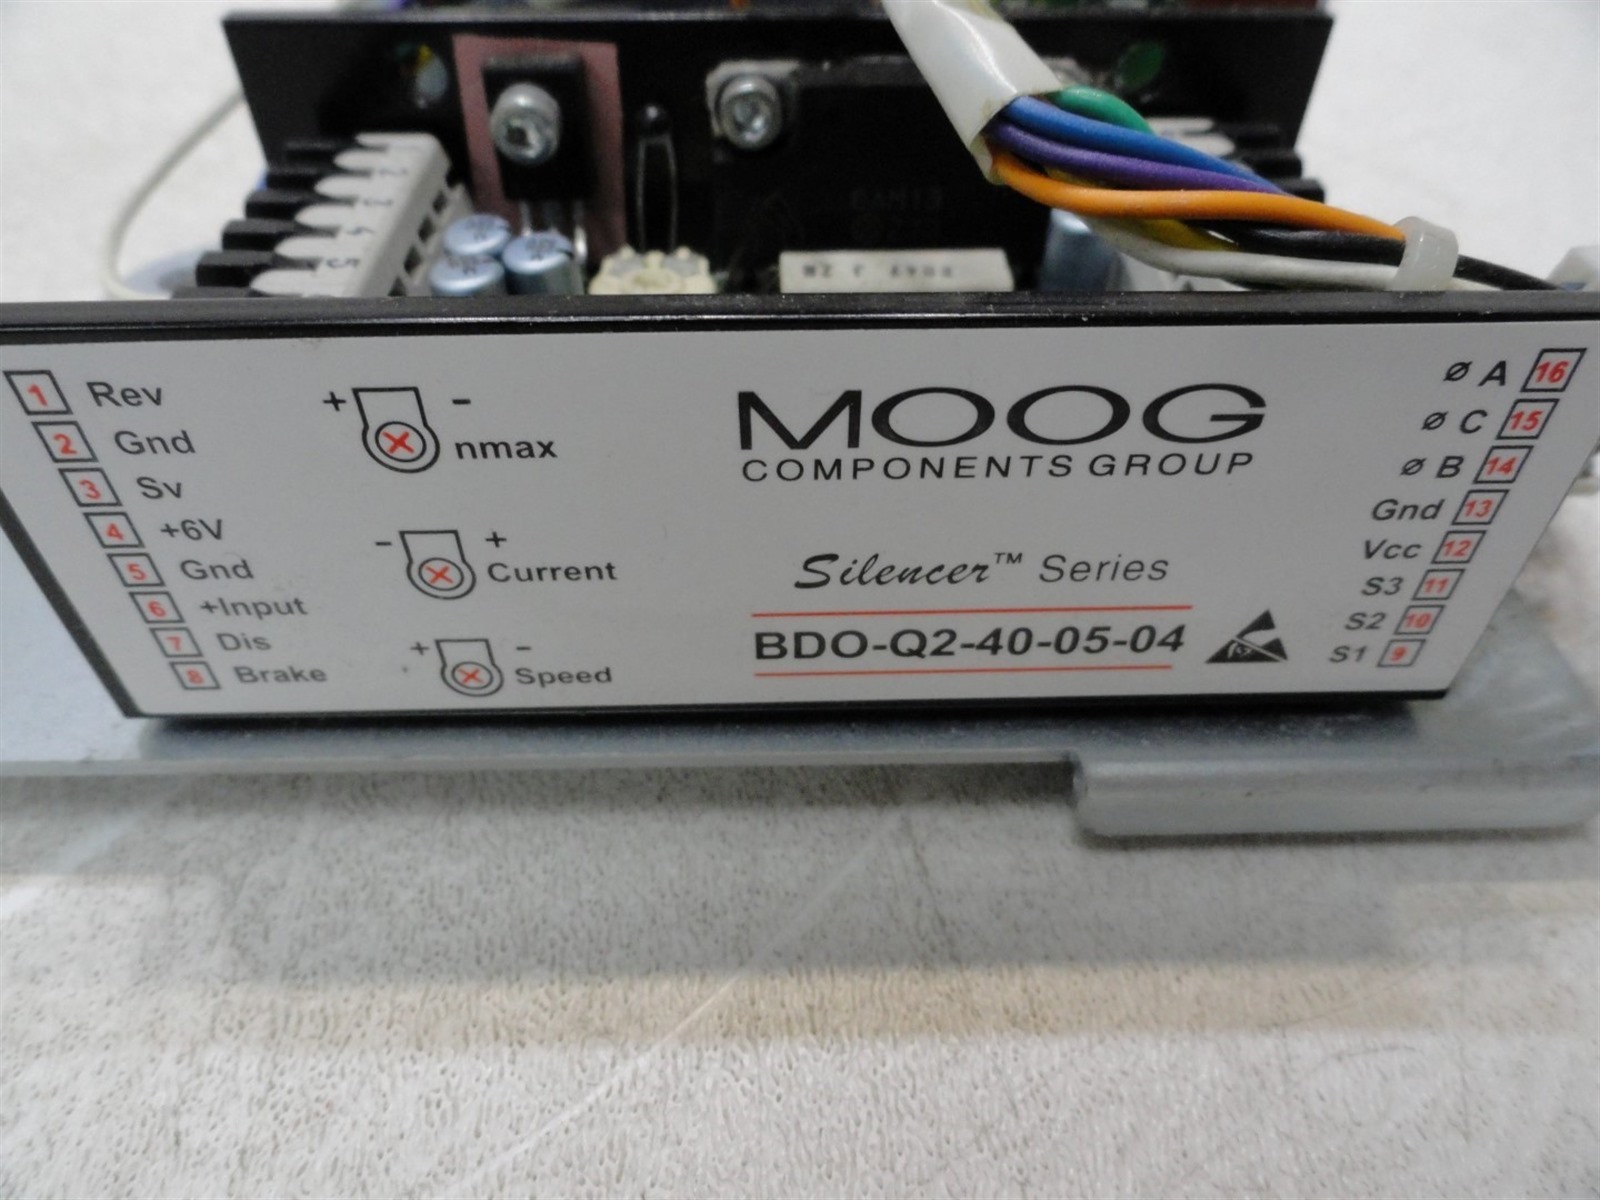 1 Rev
2 Gnd
3 Sv
4 +6V
5 Gnd
6 +Input
7 Dis
8 Brake
+ - nmax
- + Current
+ - Speed
MOOG
COMPONENTS GROUP
Silencer™ Series
BDO-Q2-40-05-04
ø A 16
ø C 15
ø B 14
Gnd 13
Vcc 12
S3 11
S2 10
S1 9